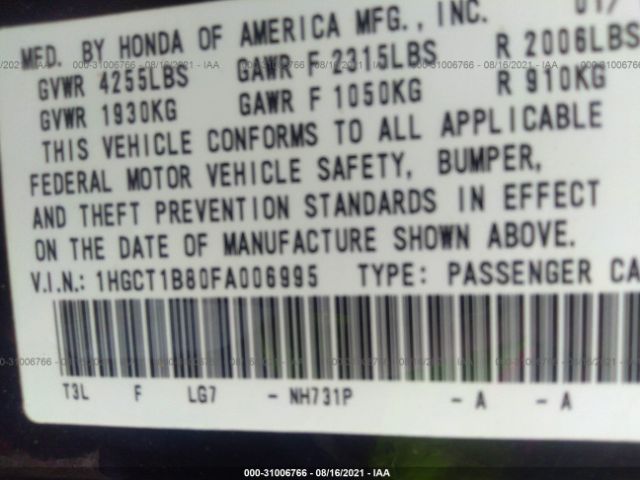 MFD. BY HONDA OF AMERICA MFG., INC. 01/
GVWR 4255LBS GAWR F 2315LBS R 2006LBS
GVWR 1930KG GAWR F 1050KG R 910KG
THIS VEHICLE CONFORMS TO ALL APPLICABLE
FEDERAL MOTOR VEHICLE SAFETY, BUMPER,
AND THEFT PREVENTION STANDARDS IN EFFECT
ON THE DATE OF MANUFACTURE SHOWN ABOVE.
V.I.N.: 1HGCT1B80FA006995 TYPE: PASSENGER CA
T3L F LG7 - NH731P - A - A
000-31006766 - 08/16/2021 - IAA